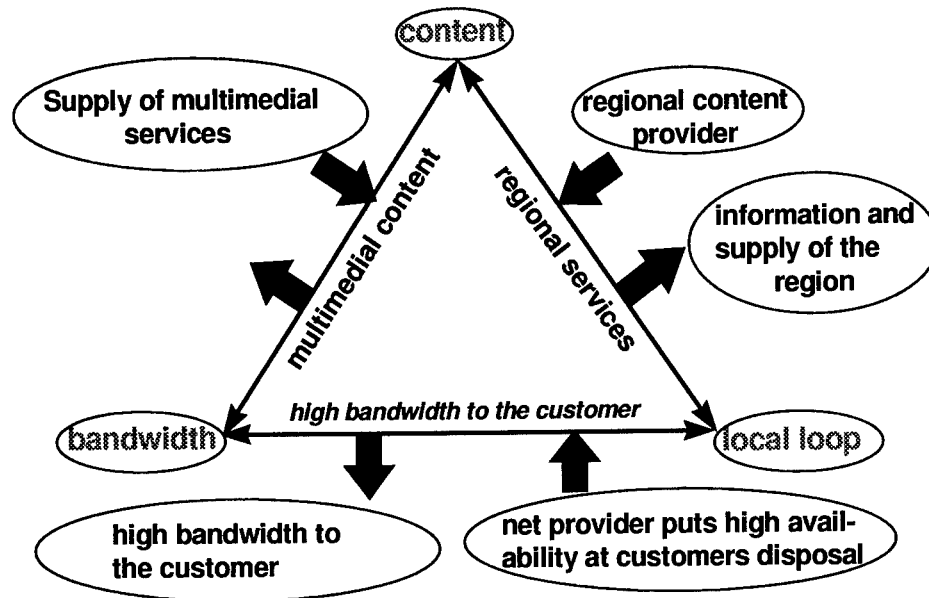 content
Supply of multimedial
services
regional content
provider
multimedial content
regional services
information and
supply of the
region
high bandwidth to the customer
bandwidth
local loop
high bandwidth to
the customer
net provider puts high avail-
ability at customers disposal